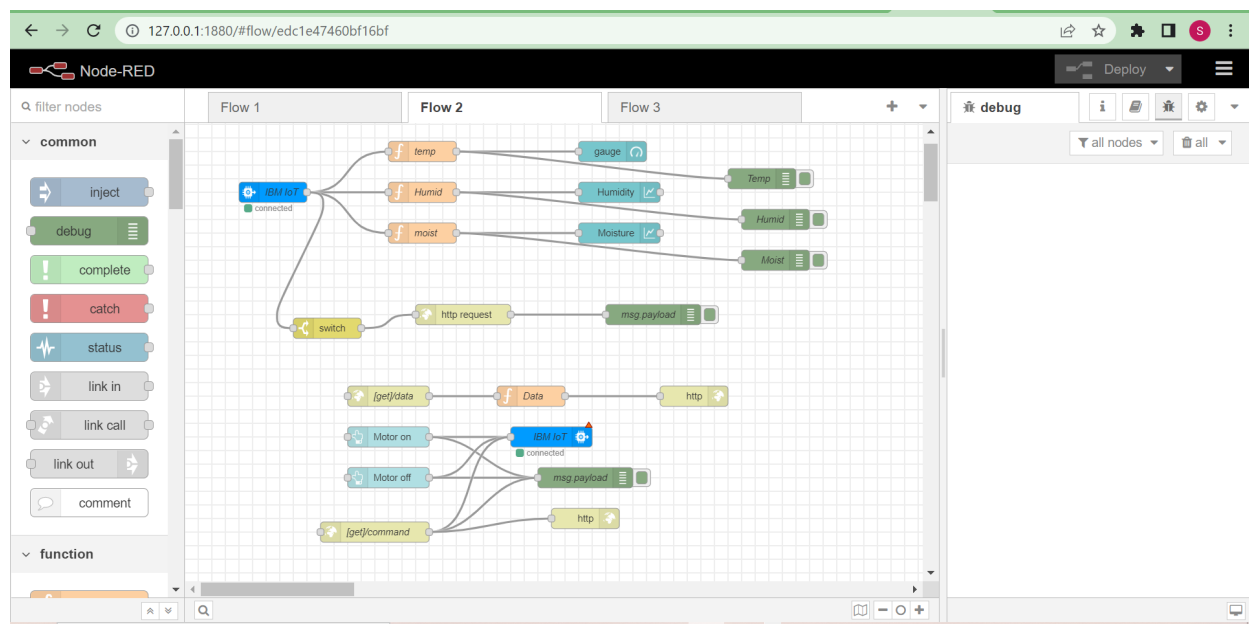 127.0.0.1:1880/#flow/edc1e47460bf16bf
S
Node-RED
Deploy
filter nodes
Flow 1
Flow 2
Flow 3
debug
i
common
all nodes
all
inject
debug
complete
catch
status
link in
link call
link out
comment
function
temp
gauge
Temp
IBM IoT
connected
Humid
Humidity
Humid
moist
Moisture
Moist
switch
http request
msg.payload
[get]/data
Data
http
Motor on
IBM IoT
connected
Motor off
msg.payload
[get]/command
http